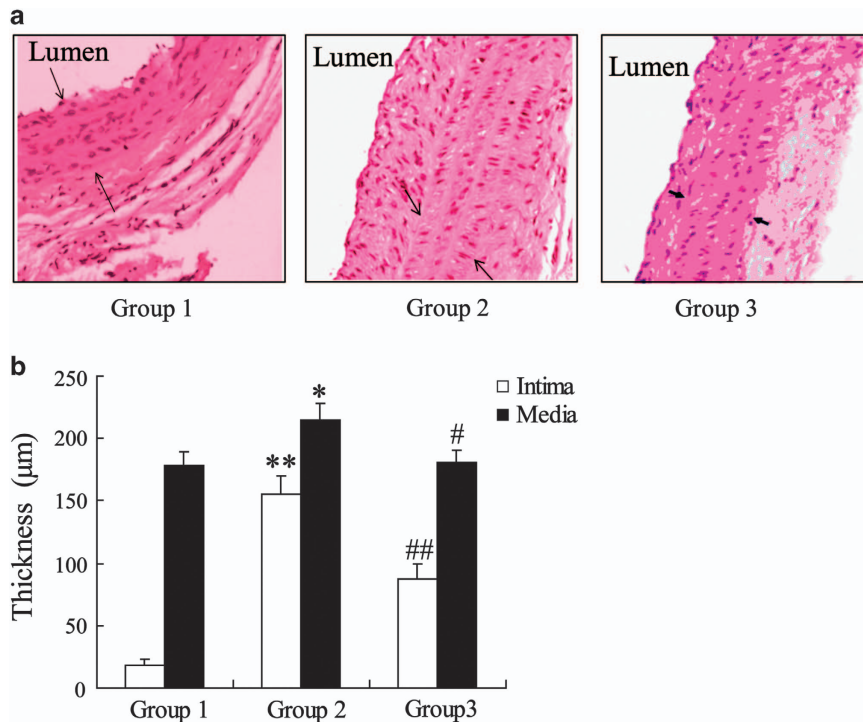 a
Lumen
Lumen
Lumen
Group 1
Group 2
Group 3
b
250
200
150
100
50
0
Thickness (μm)
Intima
Media
*
**
#
##
Group 1
Group 2
Group3